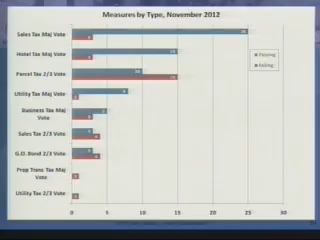 Measures by Type, November 2012
Sales Tax Maj Vote
Hotel Tax Maj Vote
Parcel Tax 2/3 Vote
Utility Tax Maj Vote
Business Tax Maj
Vote
Sales Tax 2/3 Vote
G.O. Bond 2/3 Vote
Prop Trans Tax Maj
Vote
Utility Tax 2/3 Vote
Passing
Failing
0 5 10 15 20 25 30